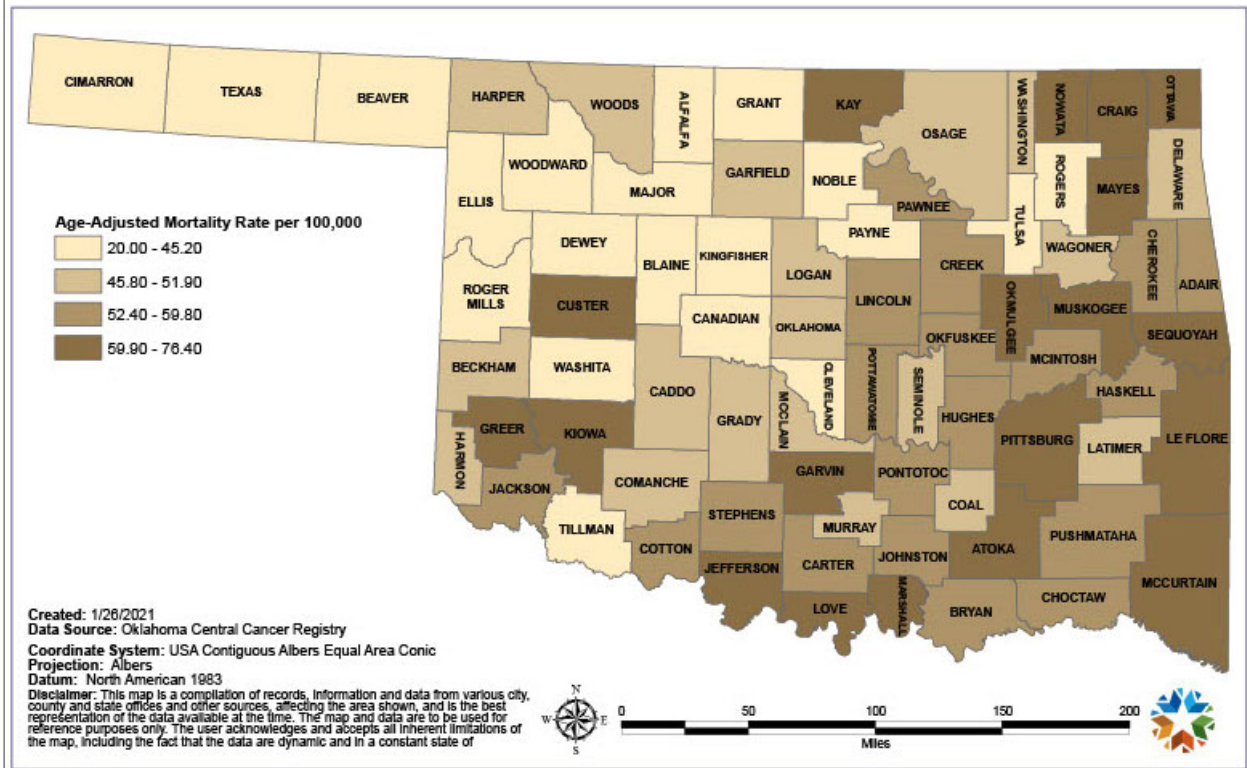 CIMARRON
TEXAS
BEAVER
HARPER
WOODS
ALFALFA
GRANT
KAY
OSAGE
WASHINGTON
NOWATA
CRAIG
OTTAWA
WOODWARD
ELLIS
MAJOR
GARFIELD
NOBLE
PAWNEE
ROGERS
MAYES
DELAWARE
Age-Adjusted Mortality Rate per 100,000
20.00 - 45.20
45.80 - 51.90
52.40 - 59.80
59.90 - 76.40
DEWEY
BLAINE
KINGFISHER
LOGAN
PAYNE
CREEK
TULSA
WAGONER
CHEROKEE
ADAIR
ROGER
MILLS
CUSTER
CANADIAN
OKLAHOMA
LINCOLN
OKMULGEE
MUSKOGEE
SEQUOYAH
BECKHAM
WASHITA
CADDO
GRADY
MCCLAIN
CLEVELAND
POTTAWATOMIE
SEMINOLE
OKFUSKEE
MCINTOSH
HASKELL
HUGHES
PITTSBURG
LATIMER
LE FLORE
HARMON
GREER
KIOWA
JACKSON
COMANCHE
GARVIN
PONTOTOC
COAL
TILLMAN
COTTON
STEPHENS
MURRAY
JEFFERSON
CARTER
JOHNSTON
ATOKA
PUSHMATAHA
LOVE
MARSHALL
BRYAN
CHOCTAW
MCCURTAIN
Created: 1/26/2021
Data Source: Oklahoma Central Cancer Registry
Coordinate System: USA Contiguous Albers Equal Area Conic
Projection: Albers
Datum: North American 1983
Disclaimer: This map is a compilation of records, information and data from various city,
county and state offices and other sources, affecting the area shown, and is the best
representation of the data available at the time. The map and data are to be used for
reference purposes only. The user acknowledges and accepts all inherent limitations of
the map, including the fact that the data are dynamic and in a constant state of
N
W E
S
0 50 100 150 200
Miles